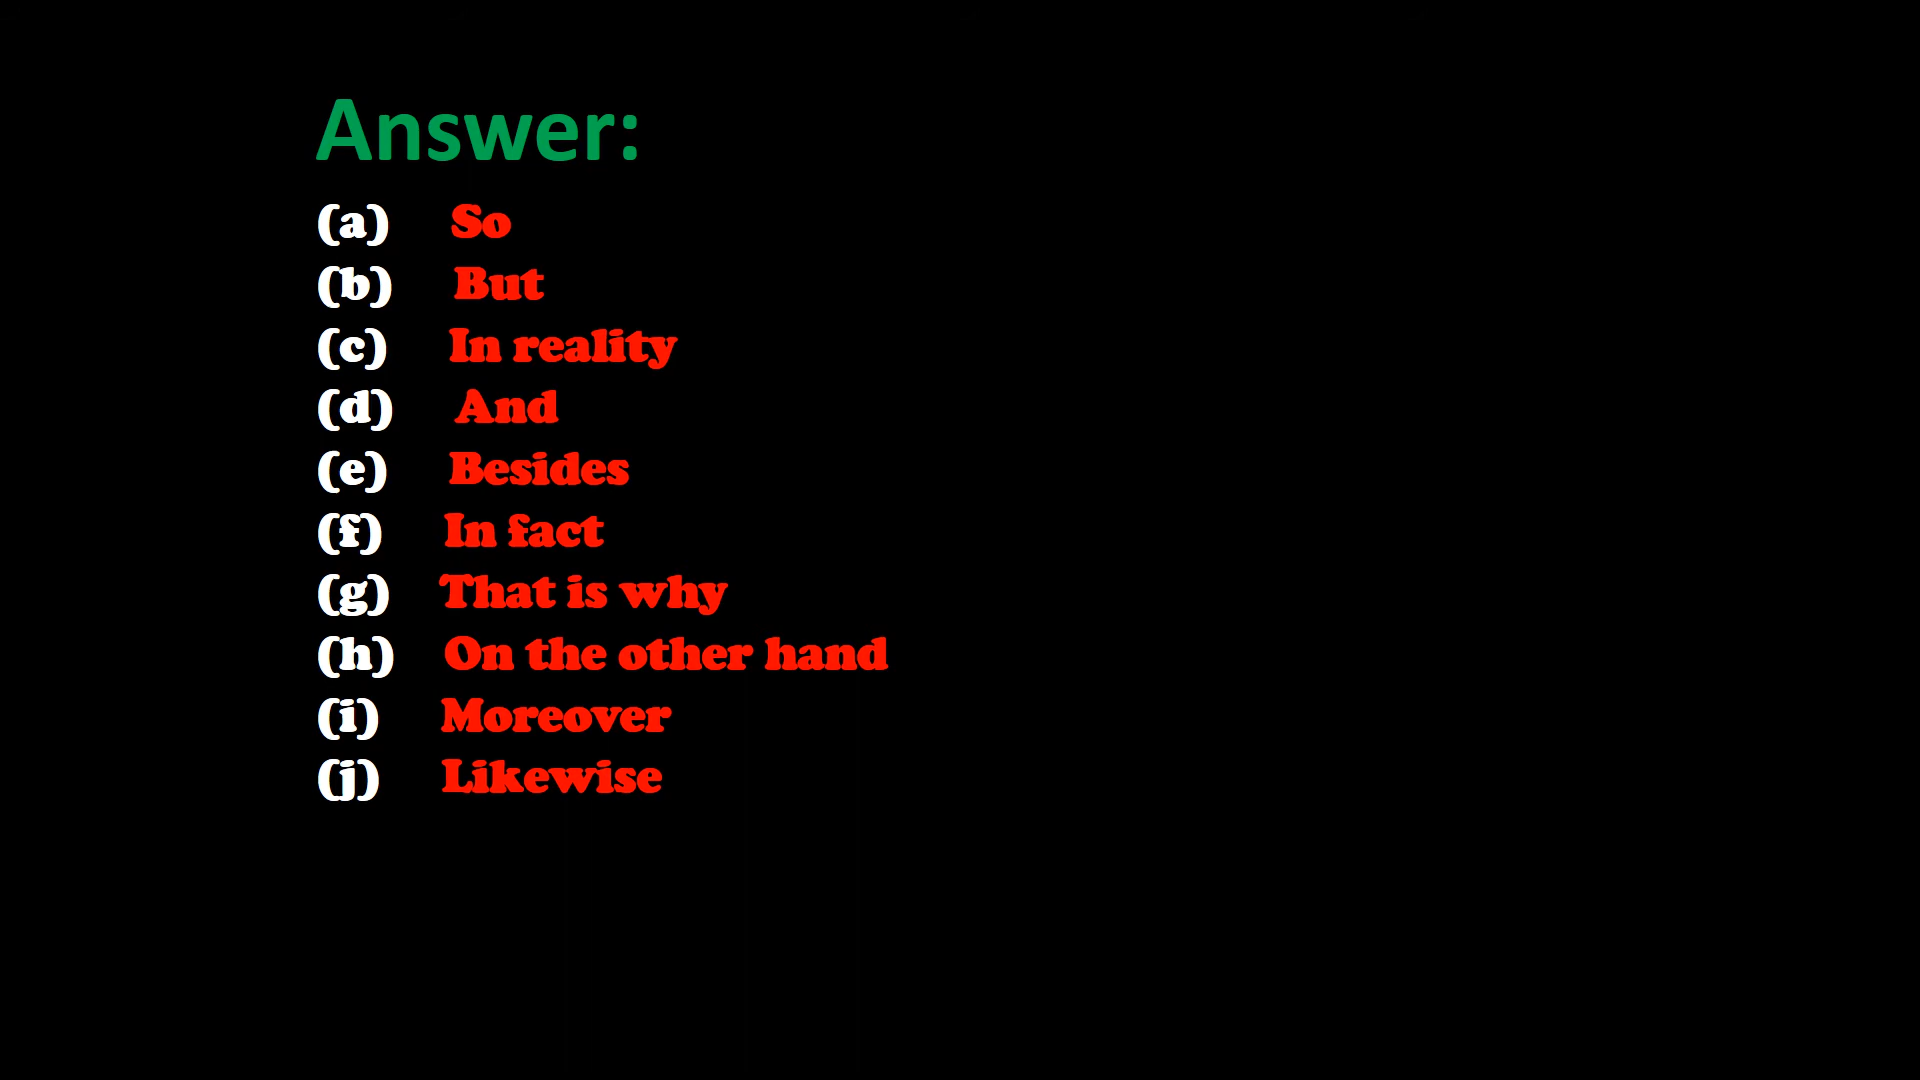 Answer:
(a) So
(b) But
(c) In reality
(d) And
(e) Besides
(f) In fact
(g) That is why
(h) On the other hand
(i) Moreover
(j) Likewise